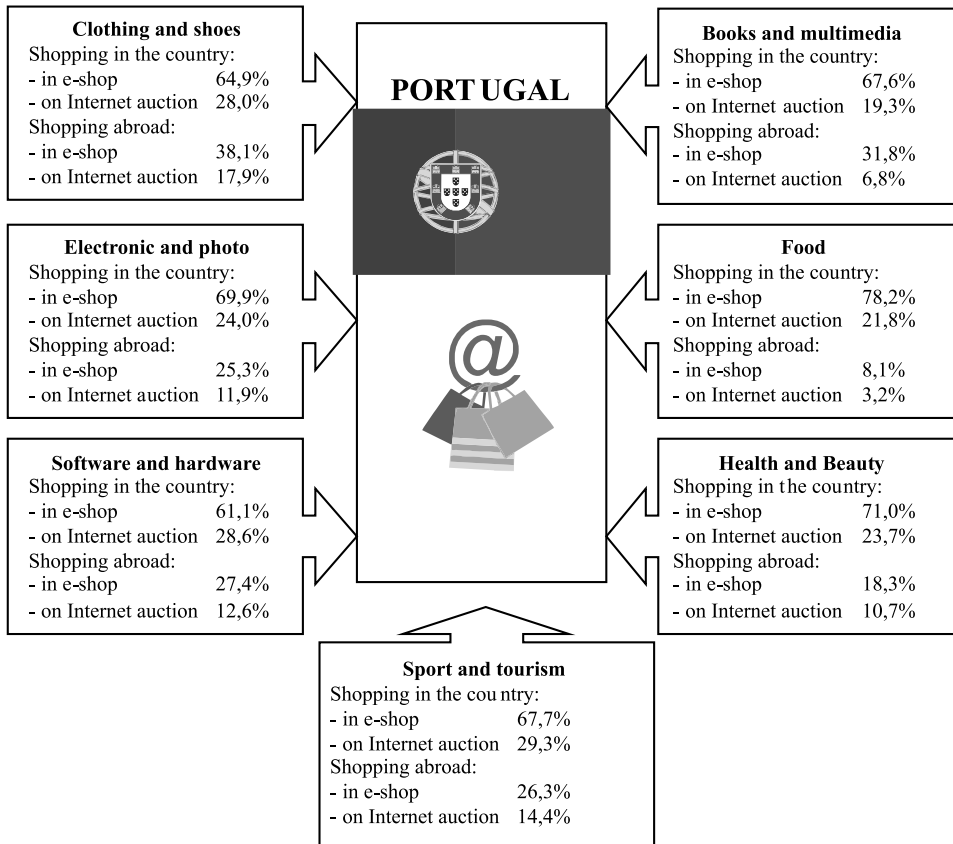 PORTUGAL
Clothing and shoes
Shopping in the country:
- in e-shop 64,9%
- on Internet auction 28,0%
Shopping abroad:
- in e-shop 38,1%
- on Internet auction 17,9%
Books and multimedia
Shopping in the country:
- in e-shop 67,6%
- on Internet auction 19,3%
Shopping abroad:
- in e-shop 31,8%
- on Internet auction 6,8%
Electronic and photo
Shopping in the country:
- in e-shop 69,9%
- on Internet auction 24,0%
Shopping abroad:
- in e-shop 25,3%
- on Internet auction 11,9%
Food
Shopping in the country:
- in e-shop 78,2%
- on Internet auction 21,8%
Shopping abroad:
- in e-shop 8,1%
- on Internet auction 3,2%
@
Software and hardware
Shopping in the country:
- in e-shop 61,1%
- on Internet auction 28,6%
Shopping abroad:
- in e-shop 27,4%
- on Internet auction 12,6%
Health and Beauty
Shopping in the country:
- in e-shop 71,0%
- on Internet auction 23,7%
Shopping abroad:
- in e-shop 18,3%
- on Internet auction 10,7%
Sport and tourism
Shopping in the country:
- in e-shop 67,7%
- on Internet auction 29,3%
Shopping abroad:
- in e-shop 26,3%
- on Internet auction 14,4%